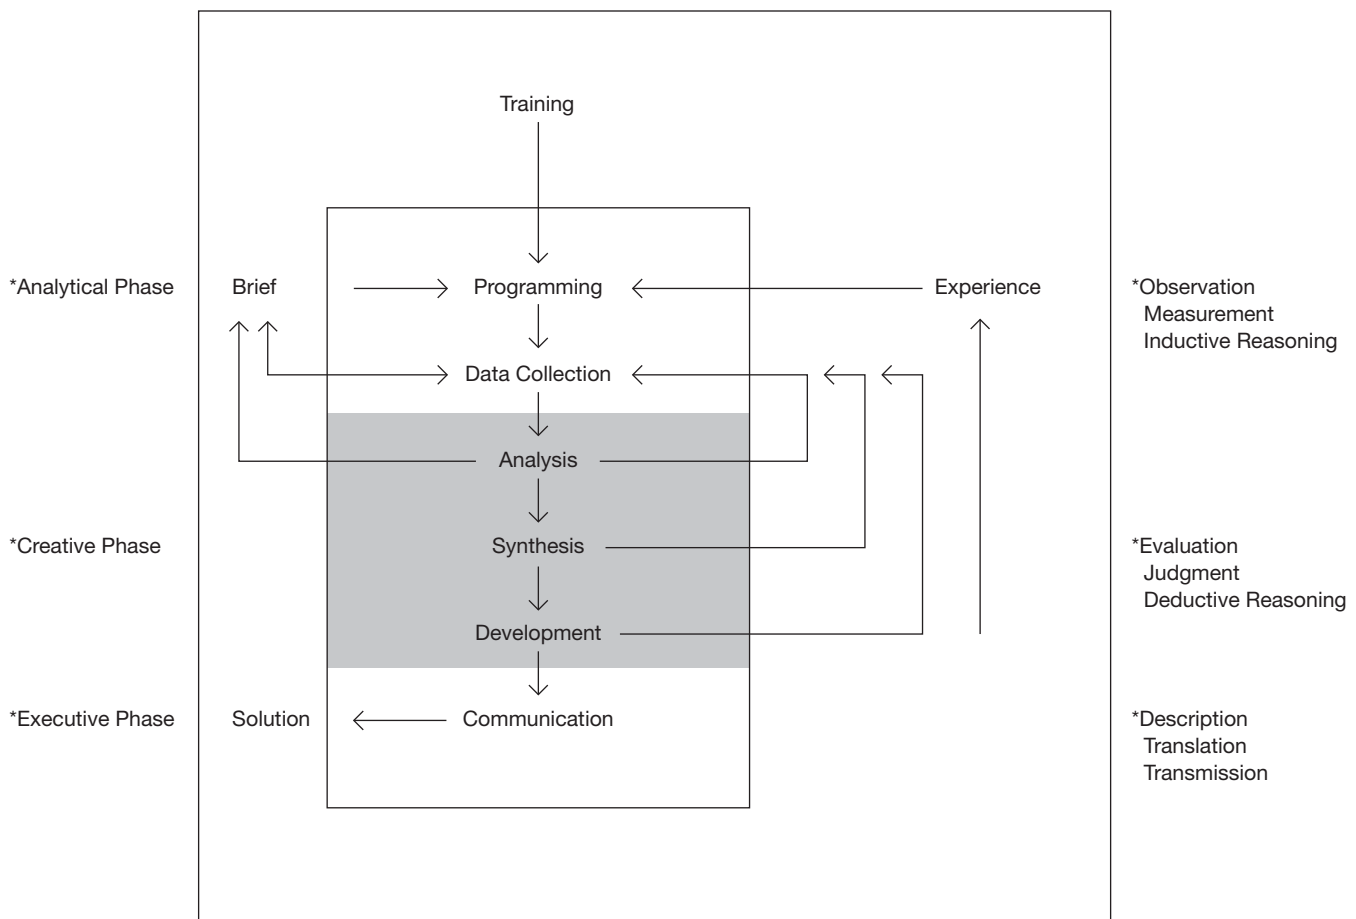 Training
*Analytical Phase
Brief
Programming
Experience
*Observation
Measurement
Inductive Reasoning
Data Collection
Analysis
*Creative Phase
Synthesis
*Evaluation
Judgment
Deductive Reasoning
Development
*Executive Phase
Solution
Communication
*Description
Translation
Transmission